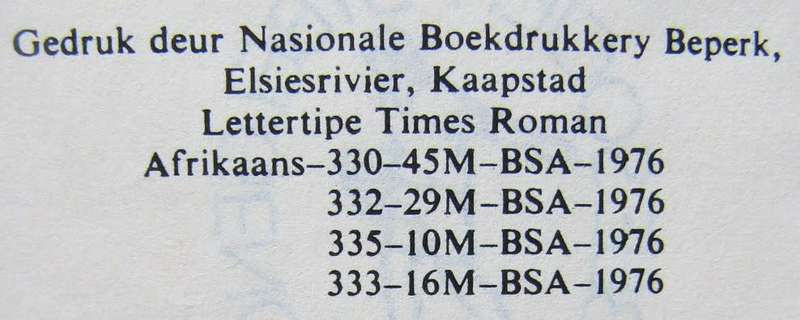 Gedruk deur Nasionale Boekdrukkery Beperk,
Elsiesrivier, Kaapstad
Lettertipe Times Roman
Afrikaans–330–45M–BSA–1976
332–29M–BSA–1976
335–10M–BSA–1976
333–16M–BSA–1976